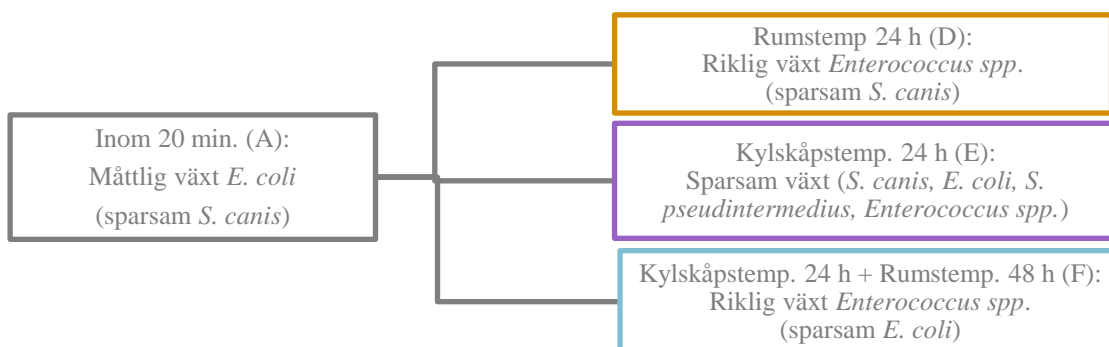 Inom 20 min. (A):
Måttlig växt E. coli
(sparsam S. canis)
Rumstemp 24 h (D):
Riklig växt Enterococcus spp.
(sparsam S. canis)
Kylskåpstemp. 24 h (E):
Sparsam växt (S. canis, E. coli, S.
pseudintermedius, Enterococcus spp.)
Kylskåpstemp. 24 h + Rumstemp. 48 h (F):
Riklig växt Enterococcus spp.
(sparsam E. coli)